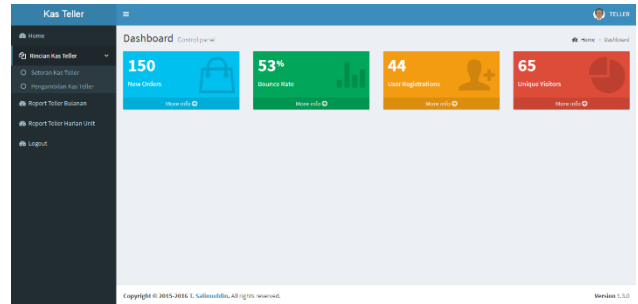 Kas Teller
TELLER
Home
Rincian Kas Teller
Setoran Kas Teller
Pengambilan Kas Teller
Report Teller Bulanan
Report Teller Harian Unit
Logout
Dashboard Control panel
Home > Dashboard
150
New Orders
More info
53%
Bounce Rate
More info
44
User Registrations
More info
65
Unique Visitors
More info
Copyright © 2015-2016 T. Salimuddin. All rights reserved.
Version 1.5.0